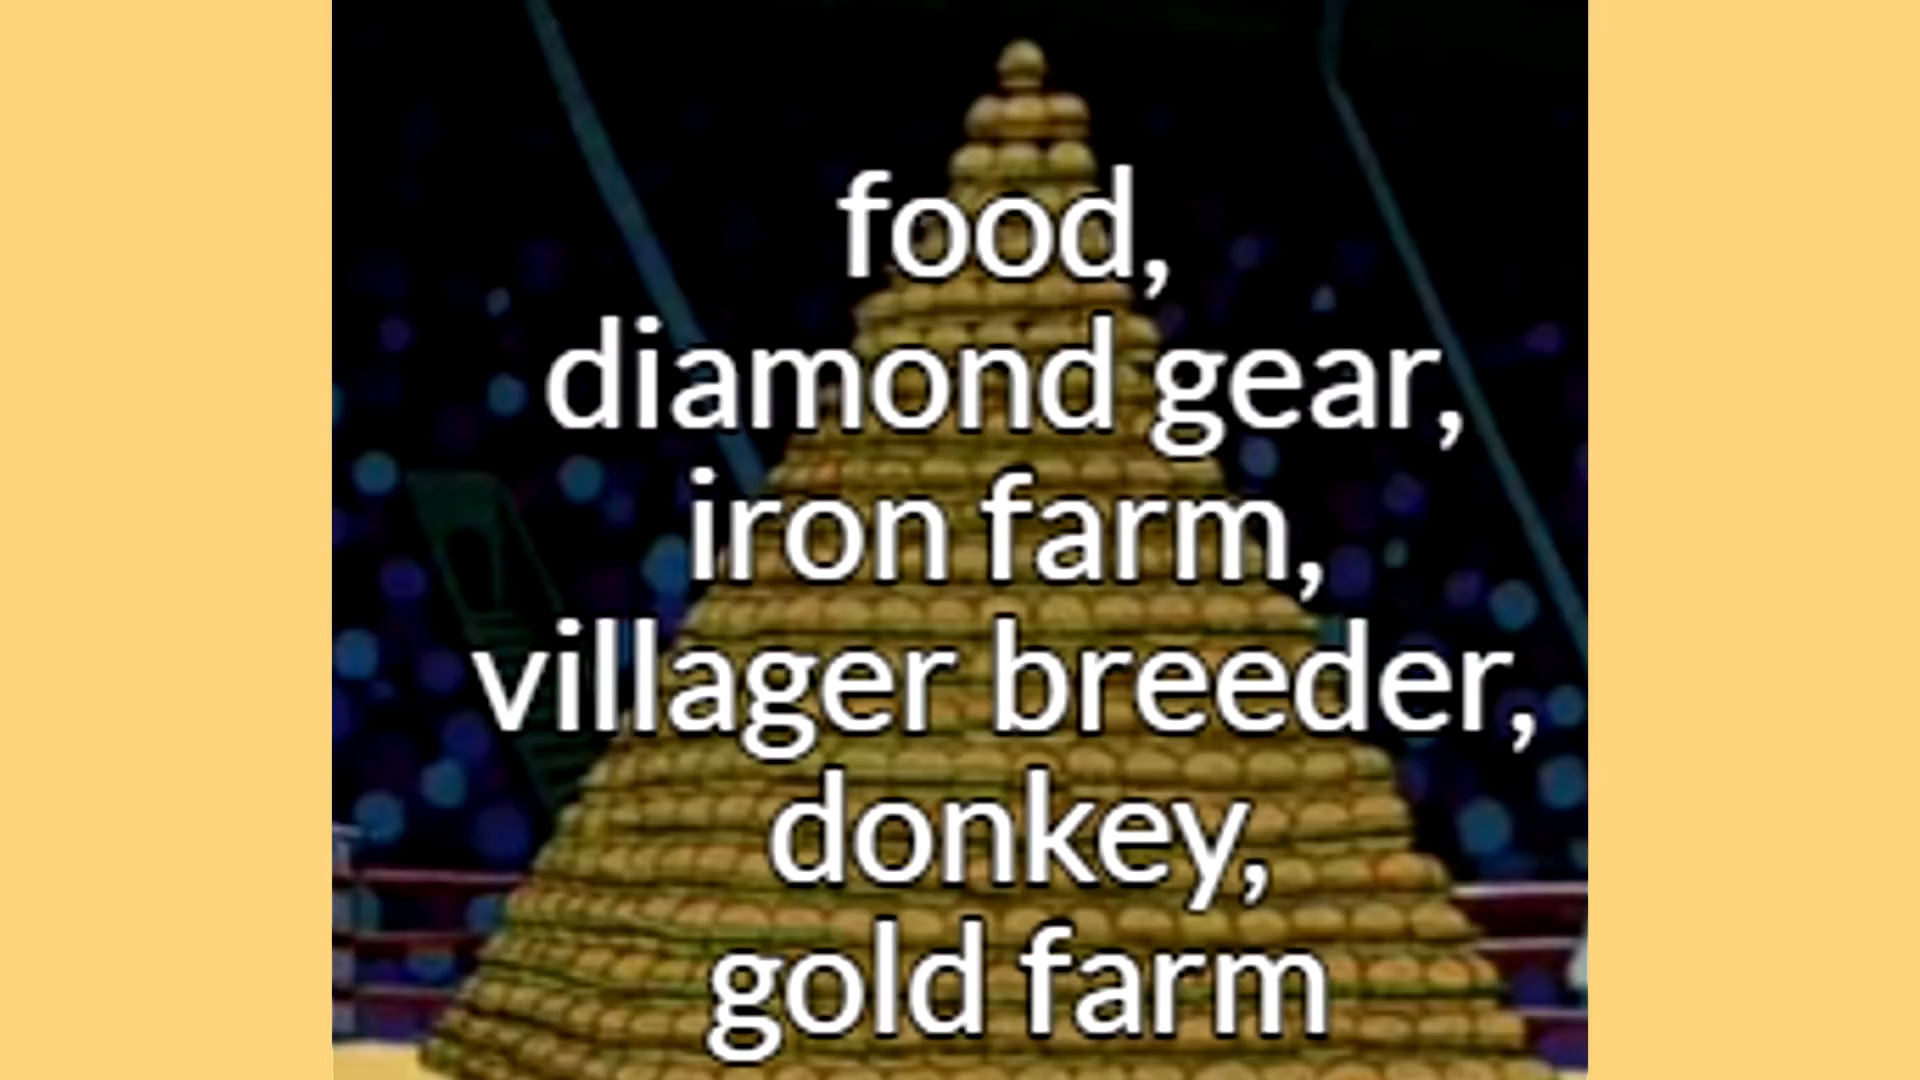 food,
diamond gear,
iron farm,
villager breeder,
donkey,
gold farm